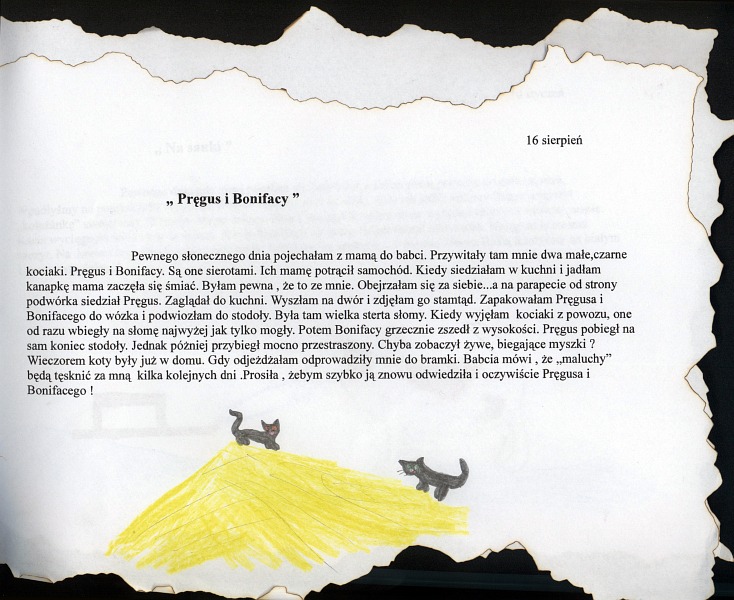 16 sierpień
„ Pręgus i Bonifacy ”
Pewnego słonecznego dnia pojechałam z mamą do babci. Przywitały tam mnie dwa małe,czarne
kociaki. Pręgus i Bonifacy. Są one sierotami. Ich mamę potrącił samochód. Kiedy siedziałam w kuchni i jadłam
kanapkę mama zaczęła się śmiać. Byłam pewna , że to ze mnie. Obejrzałam się za siebie...a na parapecie od strony
podwórka siedział Pręgus. Zaglądał do kuchni. Wyszłam na dwór i zdjęłam go stamtąd. Zapakowałam Pręgusa i
Bonifacego do wózka i podwiozłam do stodoły. Była tam wielka sterta słomy. Kiedy wyjęłam kociaki z powozu, one
od razu wbiegły na słomę najwyżej jak tylko mogły. Potem Bonifacy grzecznie zszedł z wysokości. Pręgus pobiegł na
sam koniec stodoły. Jednak później przybiegł mocno przestraszony. Chyba zobaczył żywe, biegające myszki ?
Wieczorem koty były już w domu. Gdy odjeżdżałam odprowadziły mnie do bramki. Babcia mówi , że „maluchy”
będą tęsknić za mną kilka kolejnych dni .Prosiła , żebym szybko ją znowu odwiedziła i oczywiście Pręgusa i
Bonifacego !
„ Na sanki ”